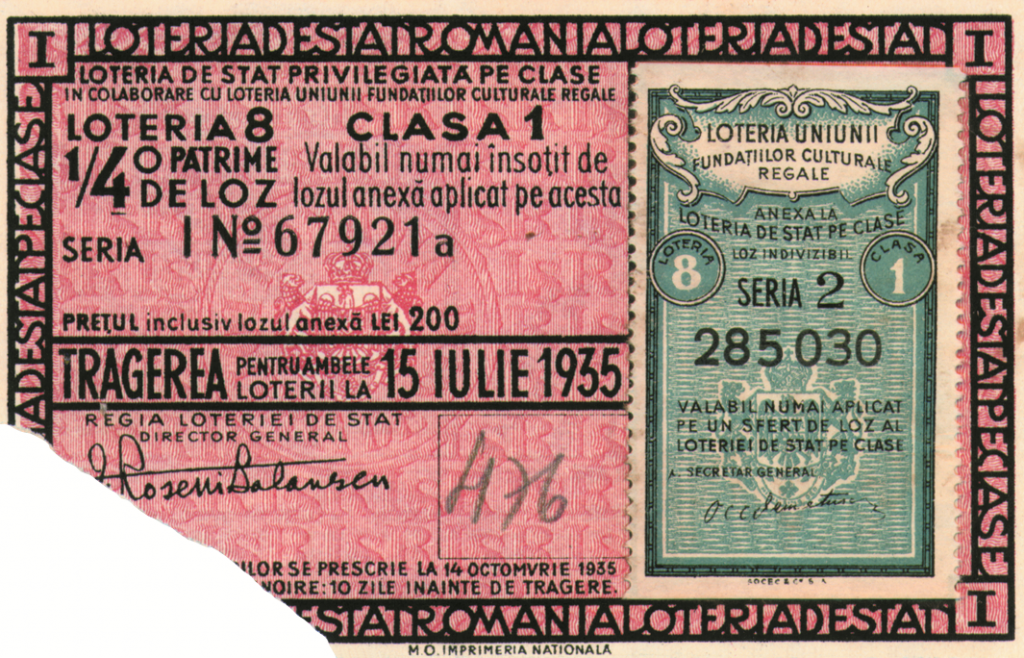 I LOTERIADESTATROMANIALOTERIADESTAT I
LOTERIA DE STAT PRIVILEGIATA PE CLASE
IN COLABORARE CU LOTERIA UNIUNII FUNDAȚIILOR CULTURALE REGALE
LOTERIA 8 CLASA 1
1/4 O PATRIME DE LOZ
Valabil numai însoțit de
lozul anexă aplicat pe acesta
SERIA I Nº 67921 a
PREȚUL inclusiv lozul anexă LEI 200
TRAGEREA PENTRU AMBELE LOTERII LA 15 IULIE 1935
REGIA LOTERIEI DE STAT
DIRECTOR GENERAL
476
ILOR SE PRESCRIE LA 14 OCTOMVRIE 1935
NOIRE: 10 ZILE INAINTE DE TRAGERE.
LOTERIA UNIUNII
FUNDAȚIILOR CULTURALE
REGALE
ANEXA LA
LOTERIA DE STAT PE CLASE
LOTERIA 8
LOZ INDIVIZIBIL
CLASA 1
SERIA 2
285030
VALABIL NUMAI APLICAT
PE UN SFERT DE LOZ AL
LOTERIEI DE STAT PE CLASE
SECRETAR GENERAL
SOCEC & Co. S. A.
IADESTATPECLASE
LOTERIADESTATPECLASE
ESTATROMANIALOTERIADESTAT I
M.O. IMPRIMERIA NATIONALA